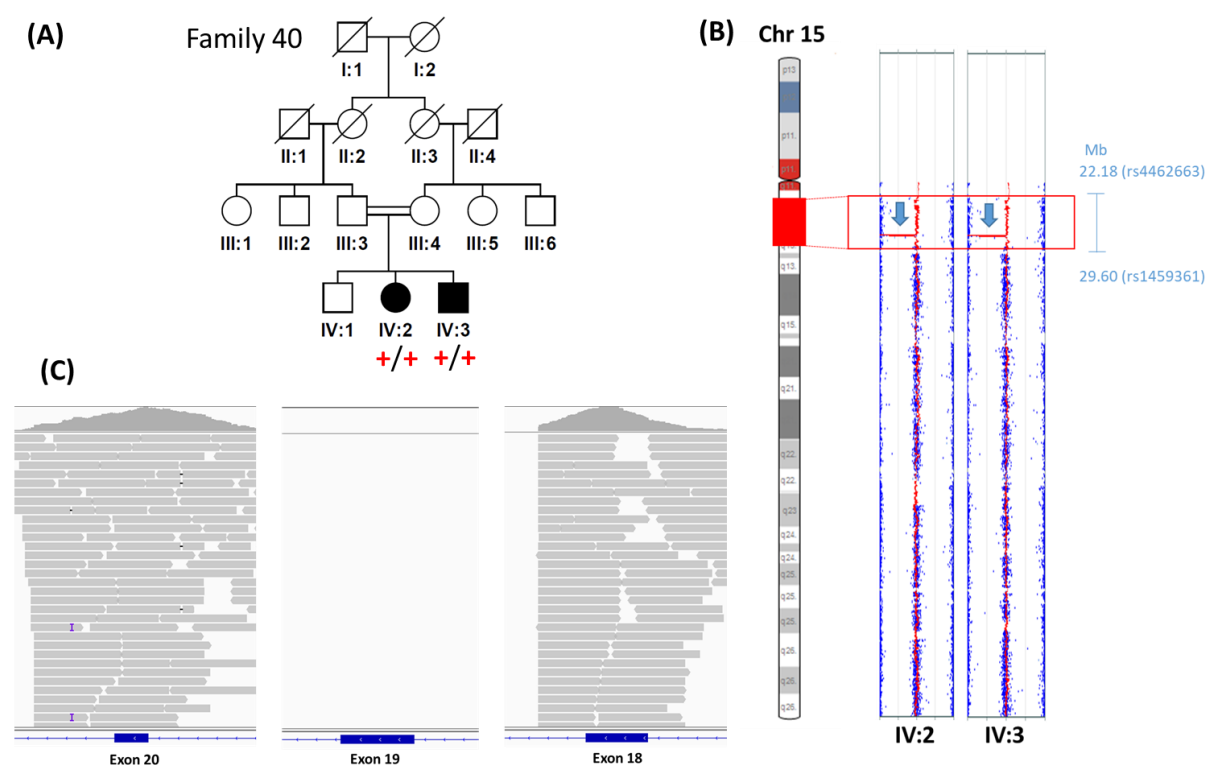 (A)
Family 40
I:1
I:2
II:1
II:2
II:3
II:4
III:1
III:2
III:3
III:4
III:5
III:6
IV:1
IV:2
IV:3
+/+
+/+
(B)
Chr 15
p13
p11.
p11.
q11.
q13.
q15.
q21.
q22.
q22.
q23
q24.
q24.
q25.
q25.
q25.
q26.
q26.
q26.
Mb
22.18 (rs4462663)
29.60 (rs1459361)
IV:2
IV:3
(C)
I
I
Exon 20
Exon 19
Exon 18